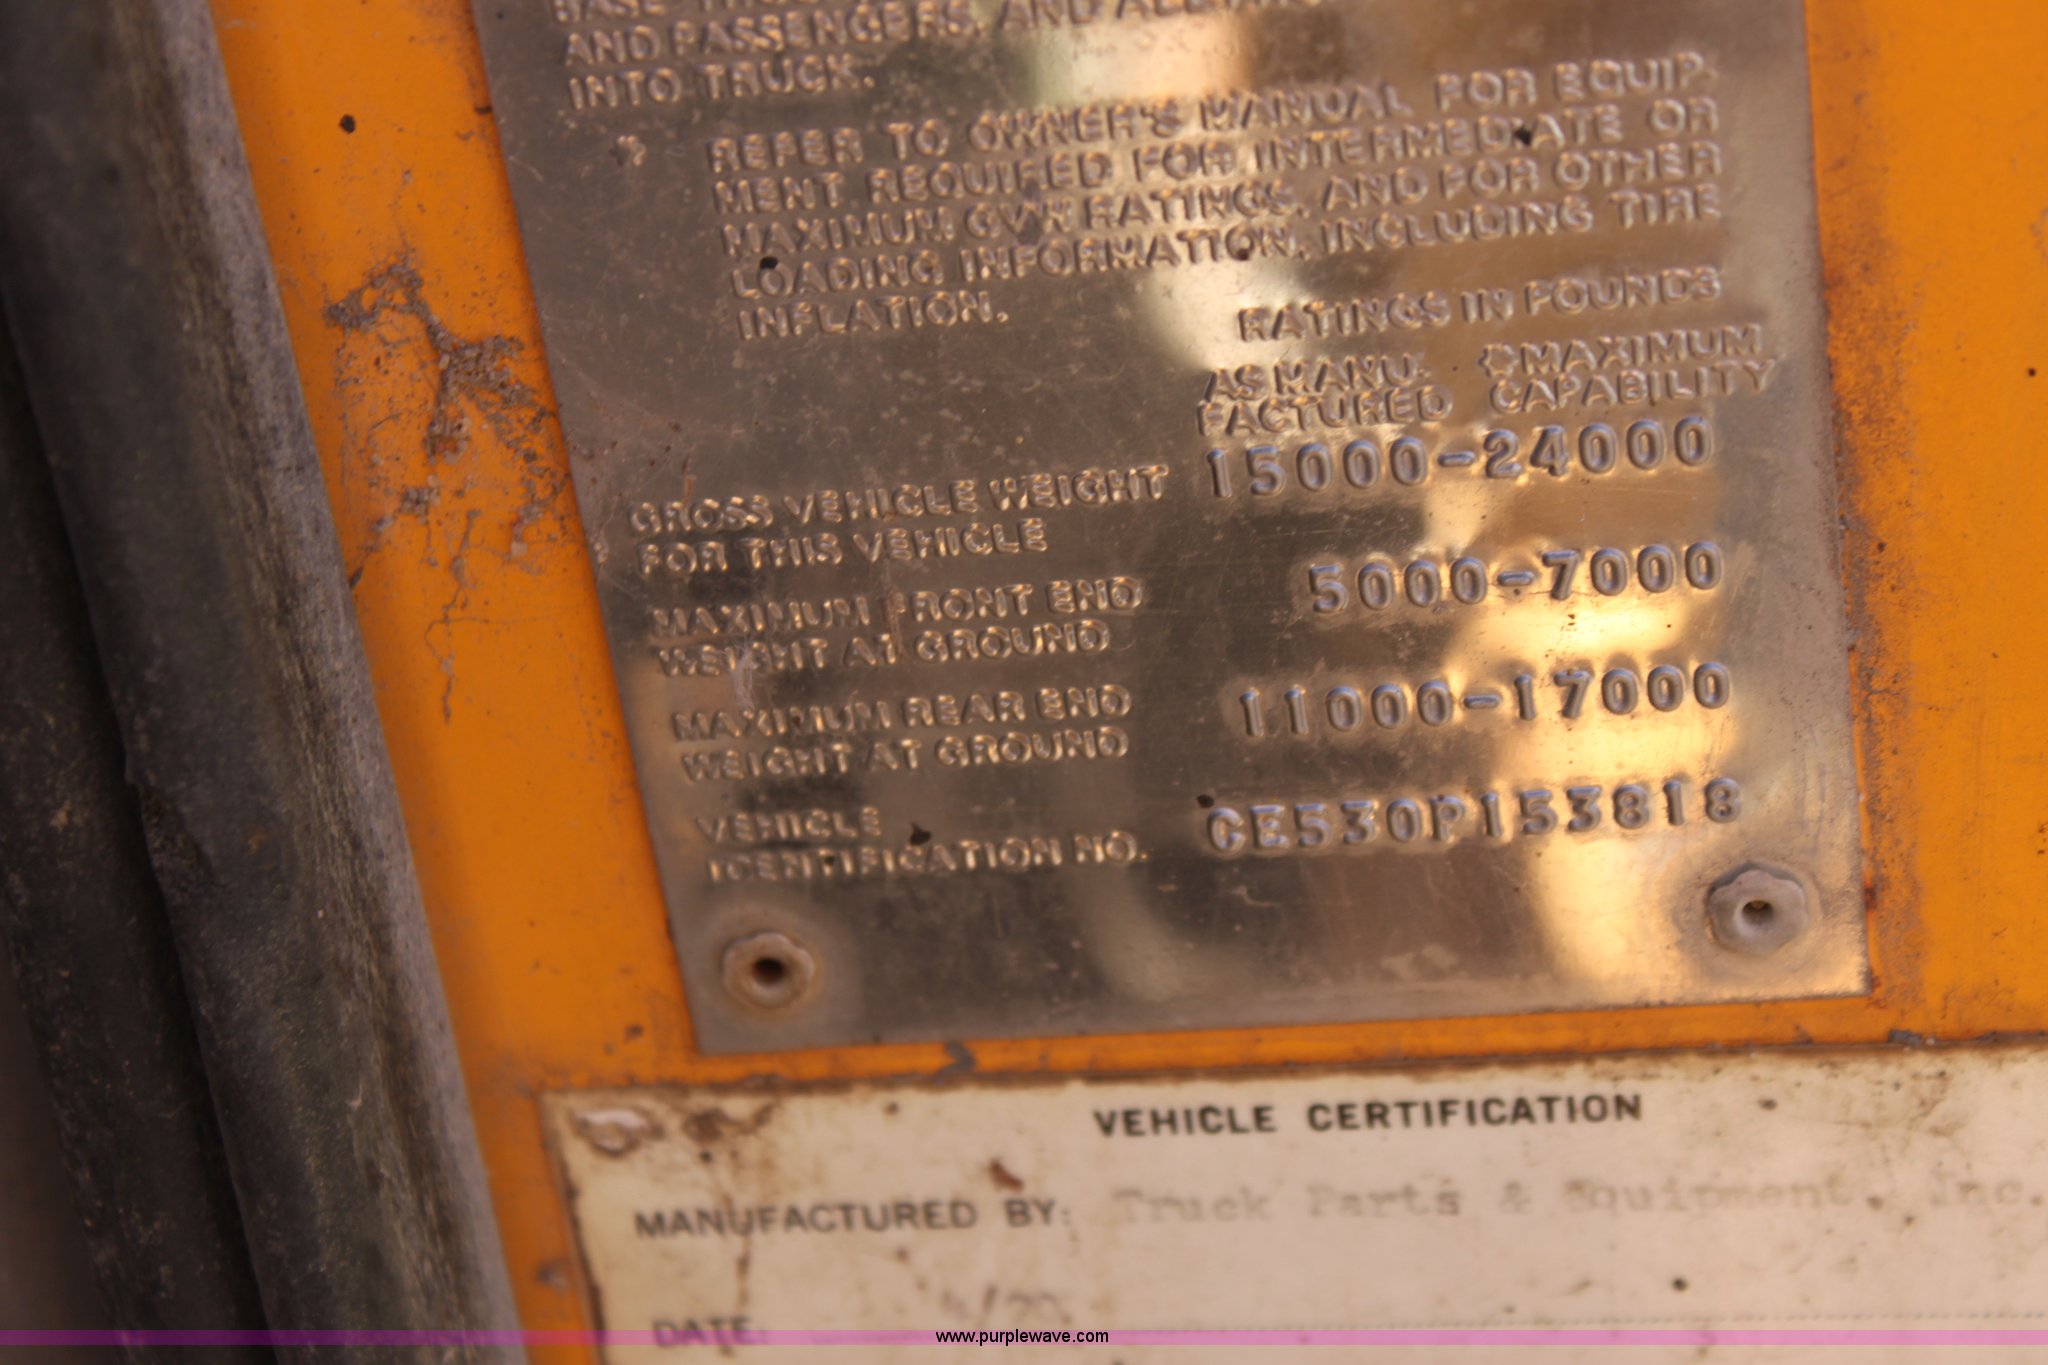 AND PASSENGERS, AND
INTO TRUCK.
* REFER TO OWNER'S MANUAL FOR EQUIP-
MENT REQUIRED FOR INTERMEDIATE OR
MAXIMUM GVW RATINGS, AND FOR OTHER
LOADING INFORMATION, INCLUDING TIRE
INFLATION.
RATINGS IN POUNDS
AS MANU- *MAXIMUM
FACTURED CAPABILITY
GROSS VEHICLE WEIGHT 15000-24000
FOR THIS VEHICLE
MAXIMUM FRONT END 5000-7000
WEIGHT AT GROUND
MAXIMUM REAR END 11000-17000
WEIGHT AT GROUND
VEHICLE CE530P153818
IDENTIFICATION NO.
VEHICLE CERTIFICATION
MANUFACTURED BY: Truck Parts & Equipment, Inc.
DATE:
www.purplewave.com